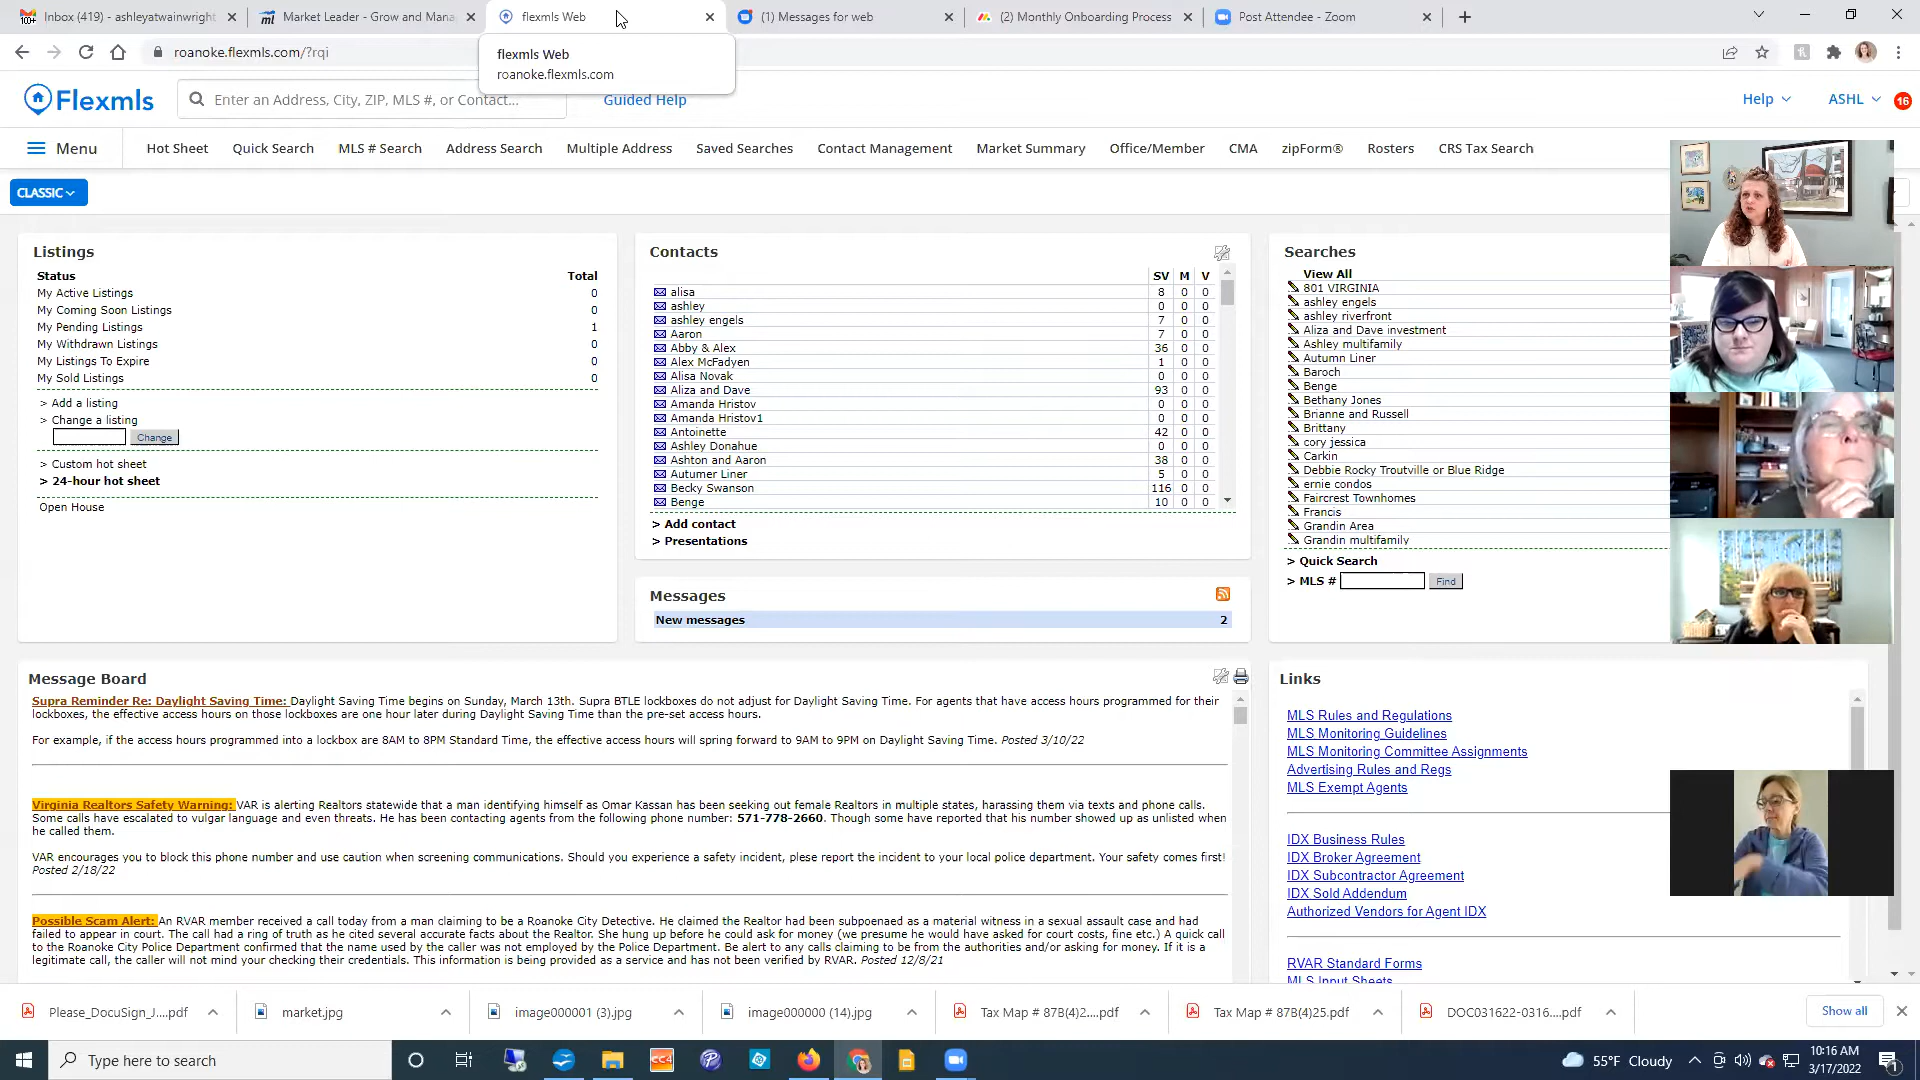 Inbox (419) - ashleyatwainwright
Market Leader - Grow and Mana
flexmls Web
(1) Messages for web
(2) Monthly Onboarding Process
Post Attendee - Zoom
roanoke.flexmls.com/?rqi
flexmls Web
roanoke.flexmls.com
Flexmls
Enter an Address, City, ZIP, MLS #, or Contact...
Guided Help
Help
ASHL
16
Menu
Hot Sheet
Quick Search
MLS # Search
Address Search
Multiple Address
Saved Searches
Contact Management
Market Summary
Office/Member
CMA
zipForm®
Rosters
CRS Tax Search
CLASSIC
Listings
Status Total
My Active Listings 0
My Coming Soon Listings 0
My Pending Listings 1
My Withdrawn Listings 0
My Listings To Expire 0
My Sold Listings 0
> Add a listing
> Change a listing
Change
> Custom hot sheet
> 24-hour hot sheet
Open House
Contacts
SV M V
alisa 8 0 0
ashley 0 0 0
ashley engels 7 0 0
Aaron 7 0 0
Abby & Alex 36 0 0
Alex McFadyen 1 0 0
Alisa Novak 0 0 0
Aliza and Dave 93 0 0
Amanda Hristov 0 0 0
Amanda Hristov1 0 0 0
Antoinette 42 0 0
Ashley Donahue 0 0 0
Ashton and Aaron 38 0 0
Autumer Liner 5 0 0
Becky Swanson 116 0 0
Benge 10 0 0
> Add contact
> Presentations
Messages
New messages 2
Searches
View All
801 VIRGINIA
ashley engels
ashley riverfront
Aliza and Dave investment
Ashley multifamily
Autumn Liner
Baroch
Benge
Bethany Jones
Brianne and Russell
Brittany
cory jessica
Carkin
Debbie Rocky Troutville or Blue Ridge
ernie condos
Faircrest Townhomes
Francis
Grandin Area
Grandin multifamily
> Quick Search
> MLS # Find
Message Board
Supra Reminder Re: Daylight Saving Time: Daylight Saving Time begins on Sunday, March 13th. Supra BTLE lockboxes do not adjust for Daylight Saving Time. For agents that have access hours programmed for their
lockboxes, the effective access hours on those lockboxes are one hour later during Daylight Saving Time than the pre-set access hours.
For example, if the access hours programmed into a lockbox are 8AM to 8PM Standard Time, the effective access hours will spring forward to 9AM to 9PM on Daylight Saving Time. Posted 3/10/22
Virginia Realtors Safety Warning: VAR is alerting Realtors statewide that a man identifying himself as Omar Kassan has been seeking out female Realtors in multiple states, harassing them via texts and phone calls.
Some calls have escalated to vulgar language and even threats. He has been contacting agents from the following phone number: 571-778-2660. Though some have reported that his number showed up as unlisted when
he called them.
VAR encourages you to block this phone number and use caution when screening communications. Should you experience a safety incident, plese report the incident to your local police department. Your safety comes first!
Posted 2/18/22
Possible Scam Alert: An RVAR member received a call today from a man claiming to be a Roanoke City Detective. He claimed the Realtor had been subpoenaed as a material witness in a sexual assault case and had
failed to appear in court. The call had a ring of truth as he cited several accurate facts about the Realtor. She hung up before he could ask for money (we presume he would have asked for court costs, fine etc.) A quick call
to the Roanoke City Police Department confirmed that the name used by the caller was not employed by the Police Department. Be alert to any calls claiming to be from the authorities and/or asking for money. If it is a
legitimate call, the caller will not mind your checking their credentials. This information is being provided as a service and has not been verified by RVAR. Posted 12/8/21
Links
MLS Rules and Regulations
MLS Monitoring Guidelines
MLS Monitoring Committee Assignments
Advertising Rules and Regs
MLS Exempt Agents
IDX Business Rules
IDX Broker Agreement
IDX Subcontractor Agreement
IDX Sold Addendum
Authorized Vendors for Agent IDX
RVAR Standard Forms
MLS Input Sheets
Please_DocuSign_J....pdf
market.jpg
image000001 (3).jpg
image000000 (14).jpg
Tax Map # 87B(4)2....pdf
Tax Map # 87B(4)25.pdf
DOC031622-0316....pdf
Show all
Type here to search
55°F Cloudy
10:16 AM
3/17/2022